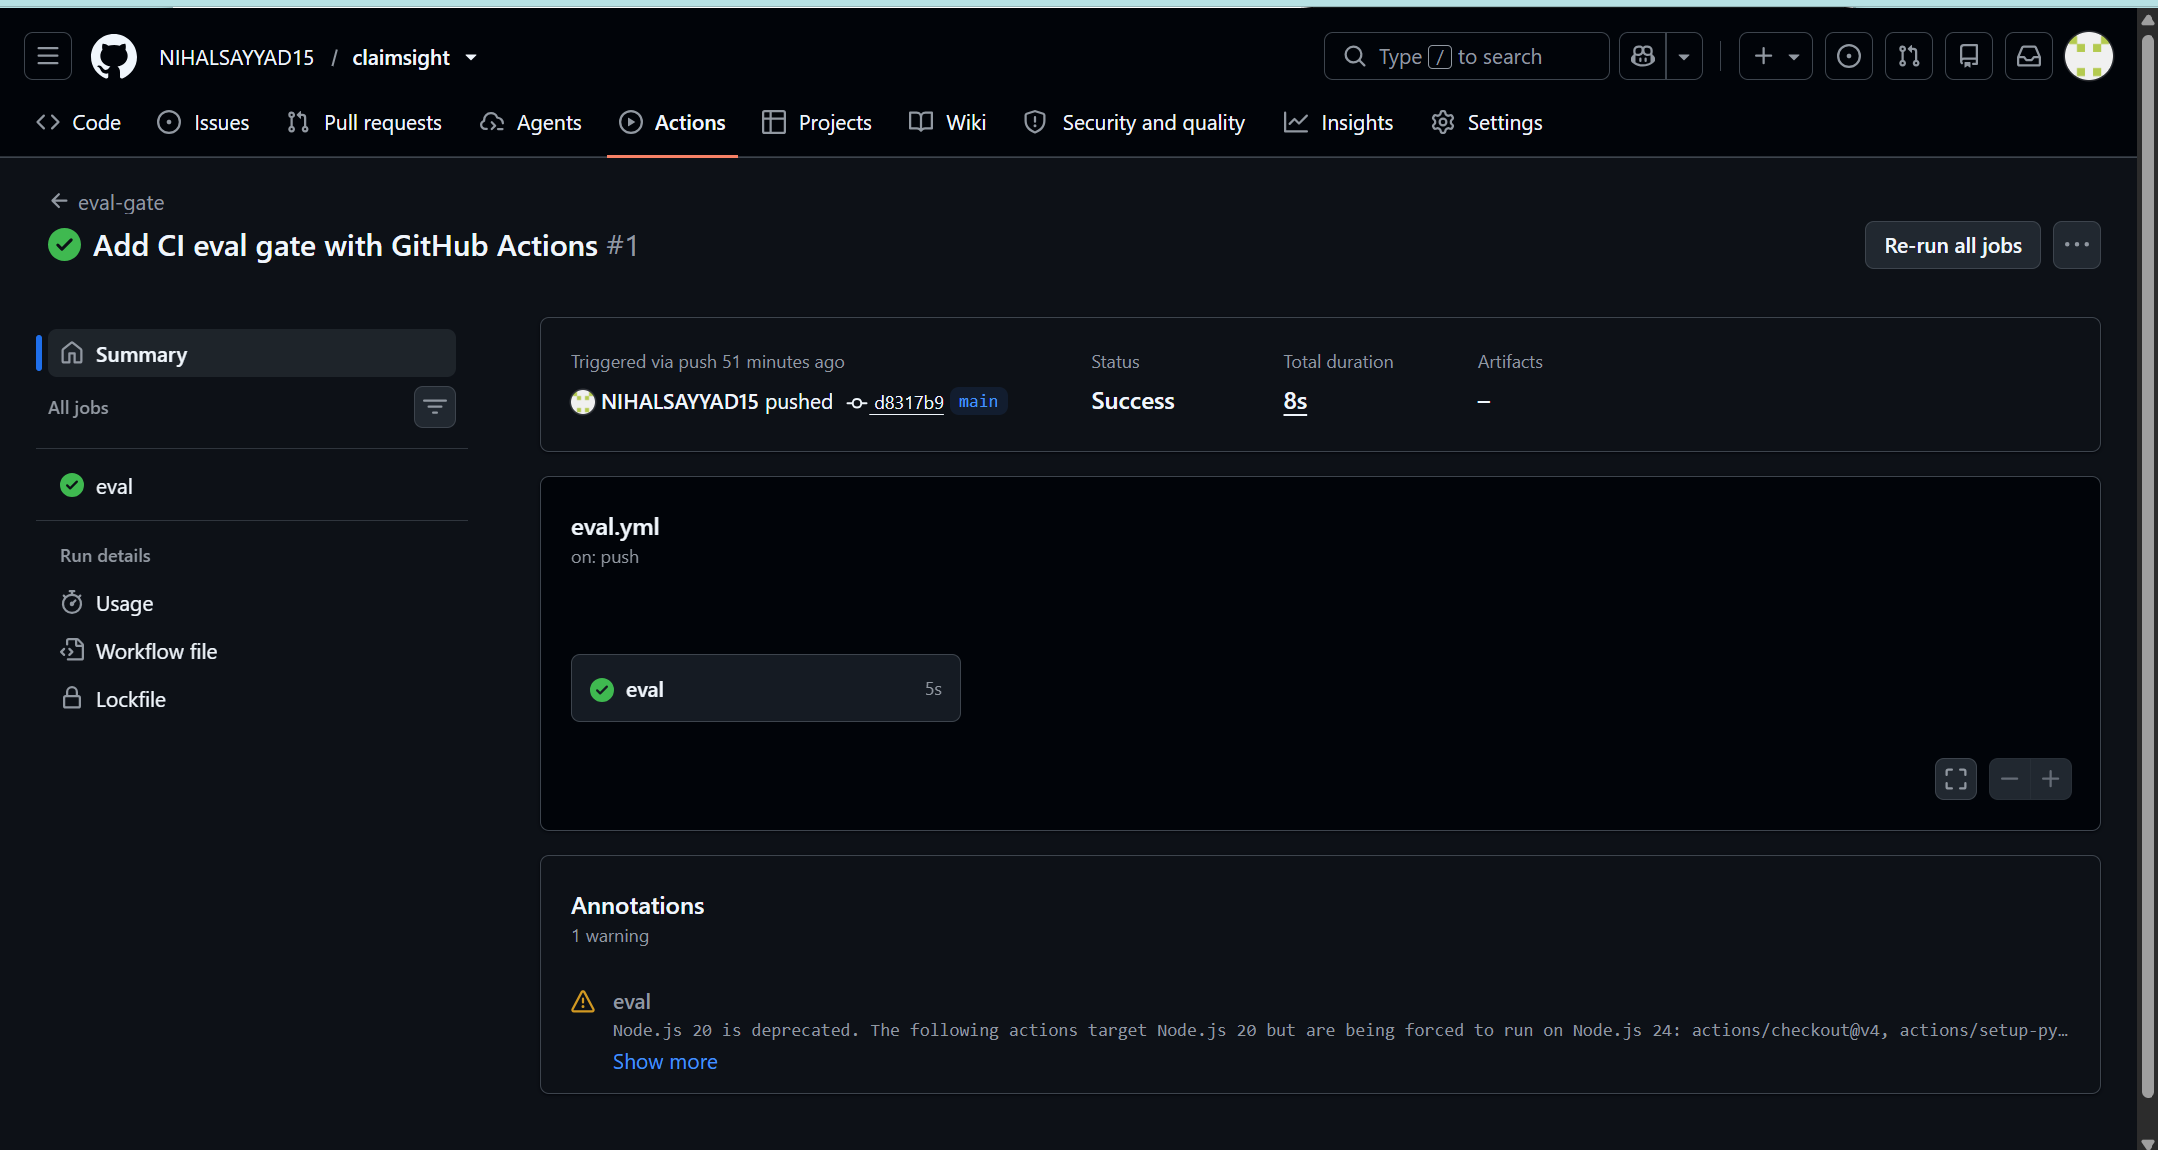 NIHALSAYYAD15 / claimsight
Type / to search
Code
Issues
Pull requests
Agents
Actions
Projects
Wiki
Security and quality
Insights
Settings
eval-gate
Add CI eval gate with GitHub Actions #1
Re-run all jobs
Summary
All jobs
eval
Run details
Usage
Workflow file
Lockfile
Triggered via push 51 minutes ago
NIHALSAYYAD15 pushed d8317b9 main
Status
Success
Total duration
8s
Artifacts
–
eval.yml
on: push
eval 5s
Annotations
1 warning
eval
Node.js 20 is deprecated. The following actions target Node.js 20 but are being forced to run on Node.js 24: actions/checkout@v4, actions/setup-py…
Show more